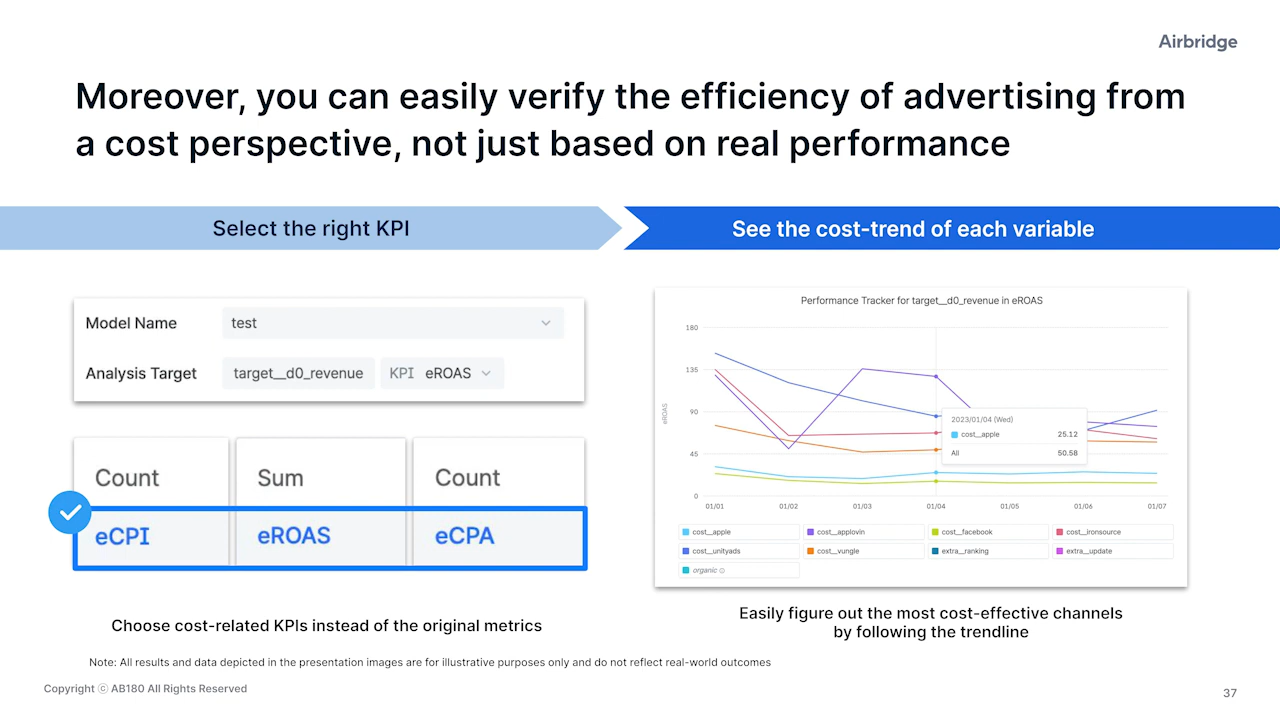 Airbridge
Moreover, you can easily verify the efficiency of advertising from
a cost perspective, not just based on real performance
Select the right KPI
See the cost-trend of each variable
Model Name test
Analysis Target target__d0_revenue KPI eROAS
Count Sum Count
eCPI eROAS eCPA
Choose cost-related KPIs instead of the original metrics
Performance Tracker for target__d0_revenue in eROAS
eROAS
180
135
90
45
0
01/01 01/02 01/03 01/04 01/05 01/06 01/07
2023/01/04 (Wed)
cost__apple 25.12
All 50.58
cost__apple cost__applovin cost__facebook cost__ironsource
cost__unityads cost__vungle extra__ranking extra__update
organic
Easily figure out the most cost-effective channels
by following the trendline
Note: All results and data depicted in the presentation images are for illustrative purposes only and do not reflect real-world outcomes
Copyright ⓒ AB180 All Rights Reserved
37